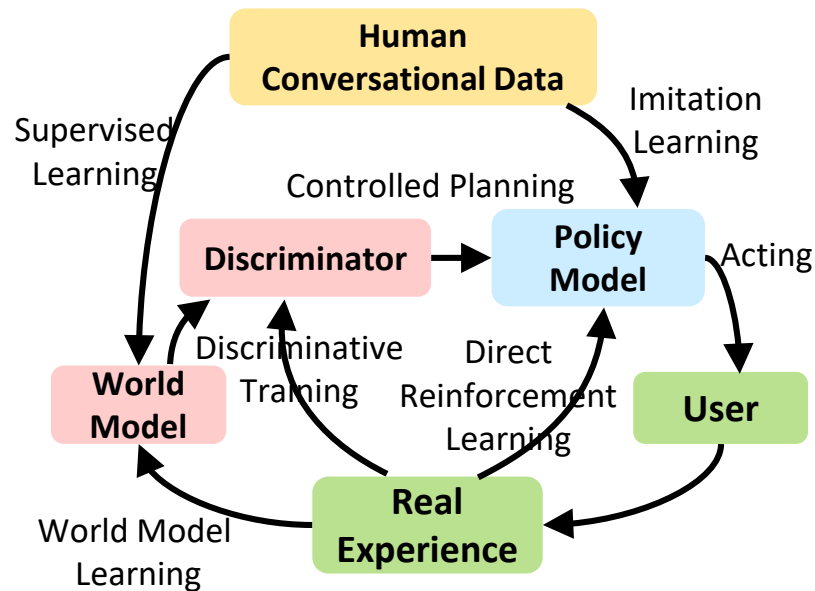 Human
Conversational Data
Supervised
Learning
Imitation
Learning
Controlled Planning
Discriminator
Policy
Model
Acting
Discriminative
Training
Direct
Reinforcement
Learning
World
Model
User
Real
Experience
World Model
Learning